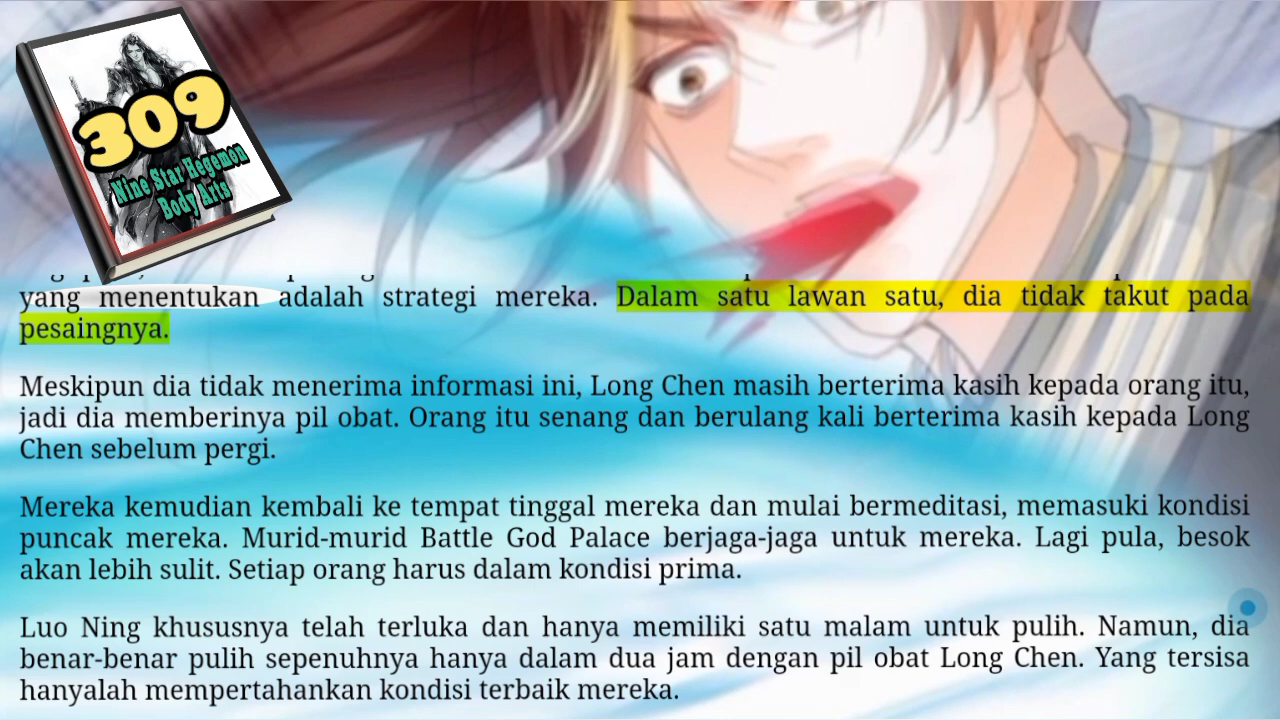 309
Nine Star Hegemon
Body Arts
yang menentukan adalah strategi mereka. Dalam satu lawan satu, dia tidak takut pada
pesaingnya.
Meskipun dia tidak menerima informasi ini, Long Chen masih berterima kasih kepada orang itu,
jadi dia memberinya pil obat. Orang itu senang dan berulang kali berterima kasih kepada Long
Chen sebelum pergi.
Mereka kemudian kembali ke tempat tinggal mereka dan mulai bermeditasi, memasuki kondisi
puncak mereka. Murid-murid Battle God Palace berjaga-jaga untuk mereka. Lagi pula, besok
akan lebih sulit. Setiap orang harus dalam kondisi prima.
Luo Ning khususnya telah terluka dan hanya memiliki satu malam untuk pulih. Namun, dia
benar-benar pulih sepenuhnya hanya dalam dua jam dengan pil obat Long Chen. Yang tersisa
hanyalah mempertahankan kondisi terbaik mereka.